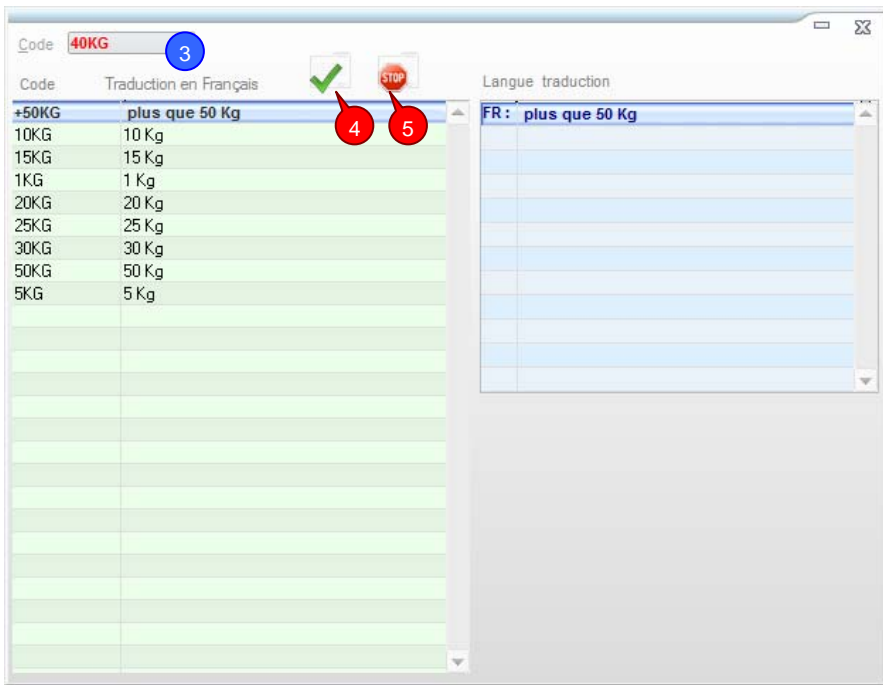 Code 40KG 3
Code Traduction en Français STOP Langue traduction
4 5
+50KG plus que 50 Kg FR : plus que 50 Kg
10KG 10 Kg
15KG 15 Kg
1KG 1 Kg
20KG 20 Kg
25KG 25 Kg
30KG 30 Kg
50KG 50 Kg
5KG 5 Kg